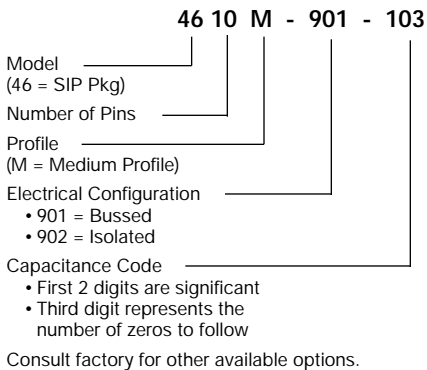 46 10 M - 901 - 103
Model
(46 = SIP Pkg)
Number of Pins
Profile
(M = Medium Profile)
Electrical Configuration
• 901 = Bussed
• 902 = Isolated
Capacitance Code
• First 2 digits are significant
• Third digit represents the
number of zeros to follow
Consult factory for other available options.